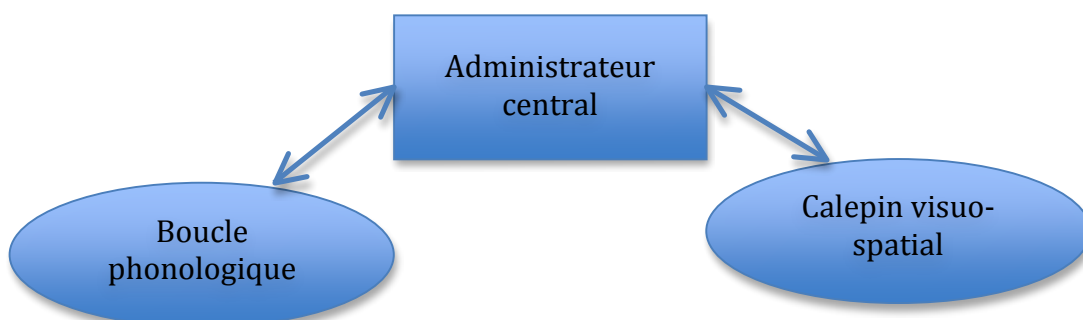 Administrateur
central
Boucle
phonologique
Calepin visuo-
spatial